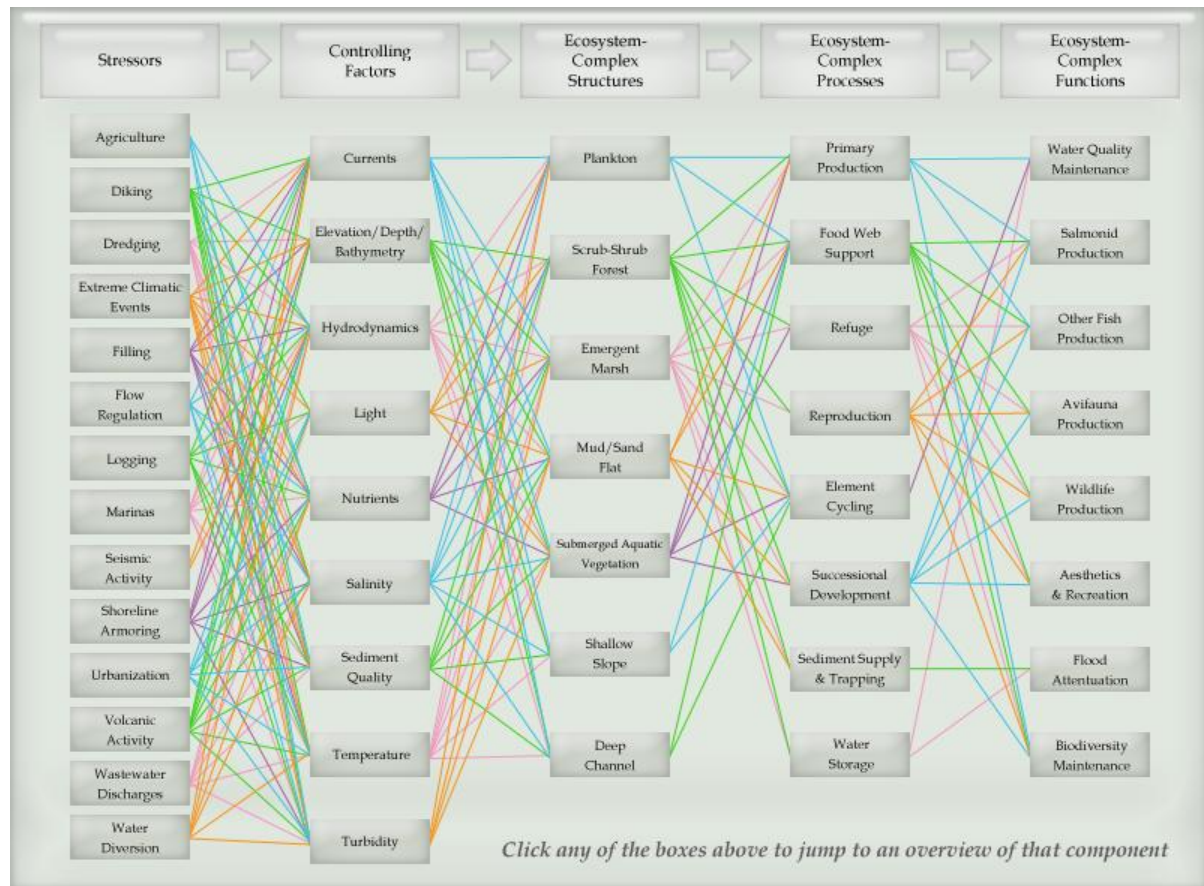 Stressors
Controlling
Factors
Ecosystem-
Complex
Structures
Ecosystem-
Complex
Processes
Ecosystem-
Complex
Functions
Agriculture
Diking
Dredging
Extreme Climatic
Events
Filling
Flow
Regulation
Logging
Marinas
Seismic
Activity
Shoreline
Armoring
Urbanization
Volcanic
Activity
Wastewater
Discharges
Water
Diversion
Currents
Elevation/Depth/
Bathymetry
Hydrodynamics
Light
Nutrients
Salinity
Sediment
Quality
Temperature
Turbidity
Plankton
Scrub-Shrub
Forest
Emergent
Marsh
Mud/Sand
Flat
Submerged Aquatic
Vegetation
Shallow
Slope
Deep
Channel
Primary
Production
Food Web
Support
Refuge
Reproduction
Element
Cycling
Successional
Development
Sediment Supply
& Trapping
Water
Storage
Water Quality
Maintenance
Salmonid
Production
Other Fish
Production
Avifauna
Production
Wildlife
Production
Aesthetics
& Recreation
Flood
Attentuation
Biodiversity
Maintenance
Click any of the boxes above to jump to an overview of that component